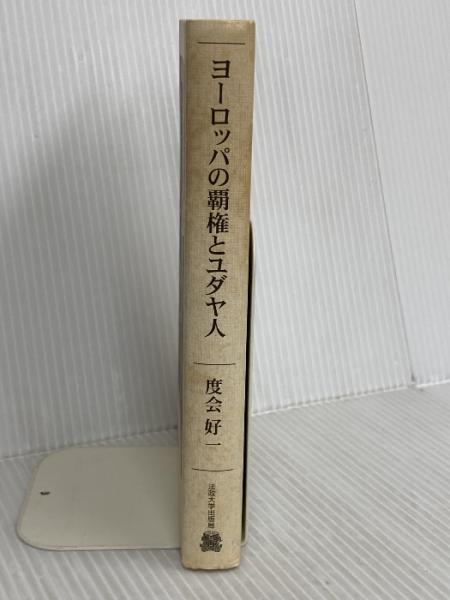 ヨーロッパの覇権とユダヤ人
度会 好一
法政大学出版局